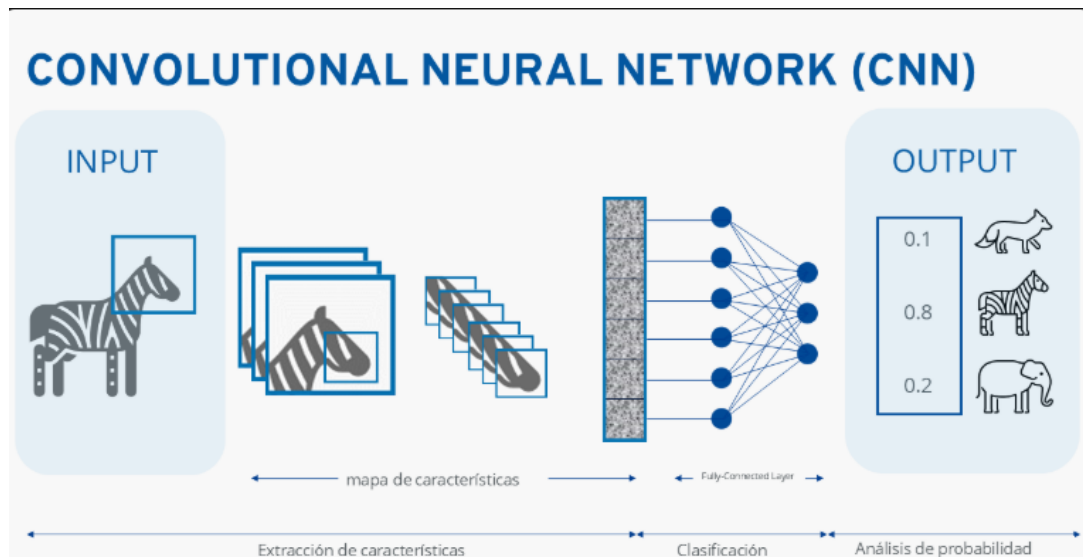 CONVOLUTIONAL NEURAL NETWORK (CNN)
INPUT
OUTPUT
0.1
0.8
0.2
mapa de característicås
Fully-Connected Layer
Extracción de características
Clasificación
Análisis de probabilidad